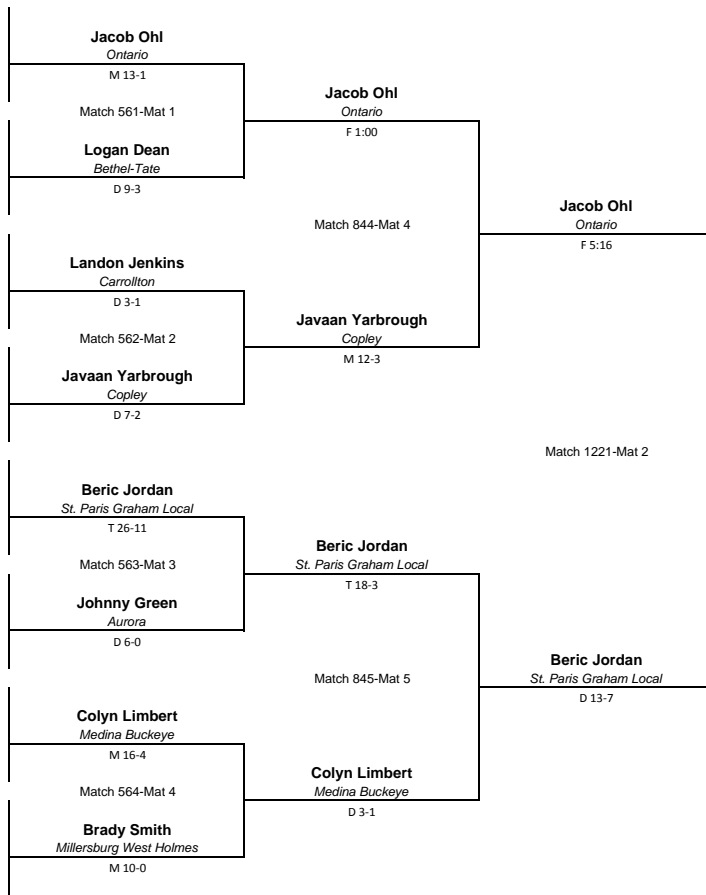 Jacob Ohl
Ontario
M 13-1
Match 561-Mat 1
Logan Dean
Bethel-Tate
D 9-3
Landon Jenkins
Carrollton
D 3-1
Match 562-Mat 2
Javaan Yarbrough
Copley
D 7-2
Beric Jordan
St. Paris Graham Local
T 26-11
Match 563-Mat 3
Johnny Green
Aurora
D 6-0
Colyn Limbert
Medina Buckeye
M 16-4
Match 564-Mat 4
Brady Smith
Millersburg West Holmes
M 10-0
Jacob Ohl
Ontario
F 1:00
Match 844-Mat 4
Javaan Yarbrough
Copley
M 12-3
Beric Jordan
St. Paris Graham Local
T 18-3
Match 845-Mat 5
Colyn Limbert
Medina Buckeye
D 3-1
Jacob Ohl
Ontario
F 5:16
Match 1221-Mat 2
Beric Jordan
St. Paris Graham Local
D 13-7